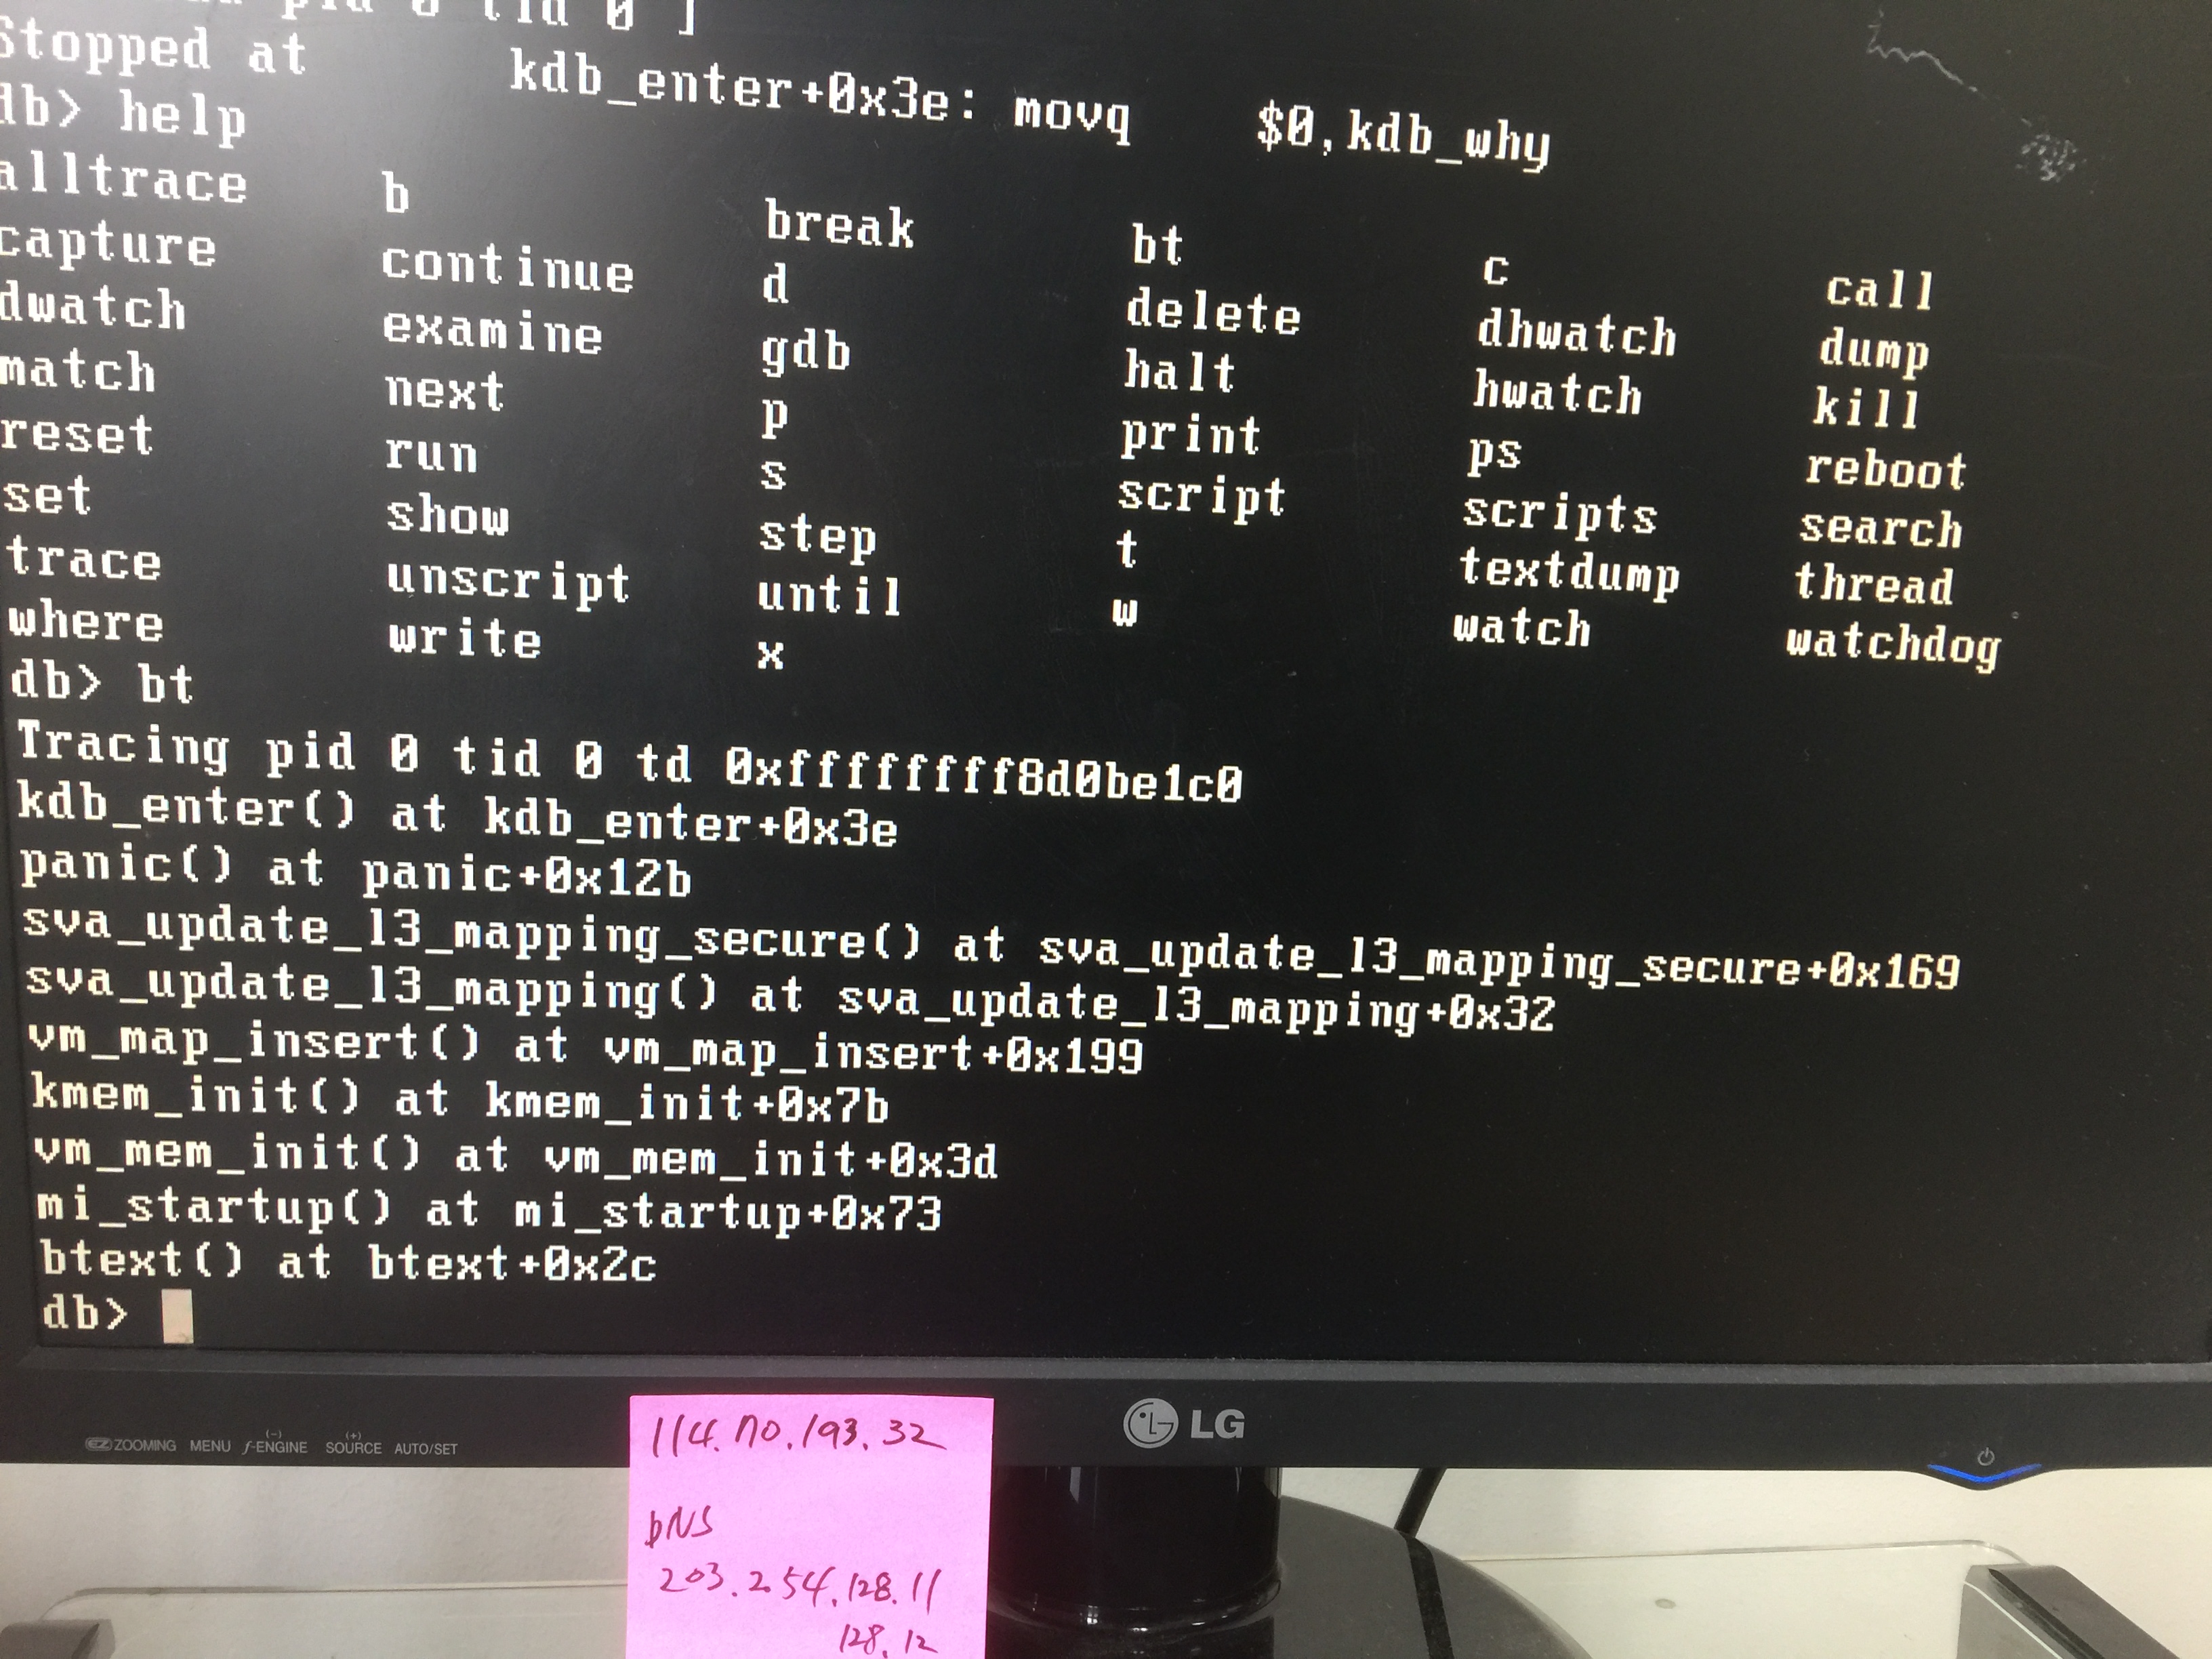 pid 0 tid 0 ]
Stopped at kdb_enter+0x3e: movq $0,kdb_why
db> help
alltrace b break bt c call
capture continue d delete dhwatch dump
dwatch examine gdb halt hwatch kill
match next p print ps reboot
reset run s script scripts search
set show step t textdump thread
trace unscript until w watch watchdog
where write x
db> bt
Tracing pid 0 tid 0 td 0xffffffff8d0be1c0
kdb_enter() at kdb_enter+0x3e
panic() at panic+0x12b
sva_update_l3_mapping_secure() at sva_update_l3_mapping_secure+0x169
sva_update_l3_mapping() at sva_update_l3_mapping+0x32
vm_map_insert() at vm_map_insert+0x199
kmem_init() at kmem_init+0x7b
vm_mem_init() at vm_mem_init+0x3d
mi_startup() at mi_startup+0x73
btext() at btext+0x2c
db>
LG
EZ ZOOMING MENU (-) f-ENGINE (+) SOURCE AUTO/SET
114.70.193.32
DNS
203.254.128.11
128.12